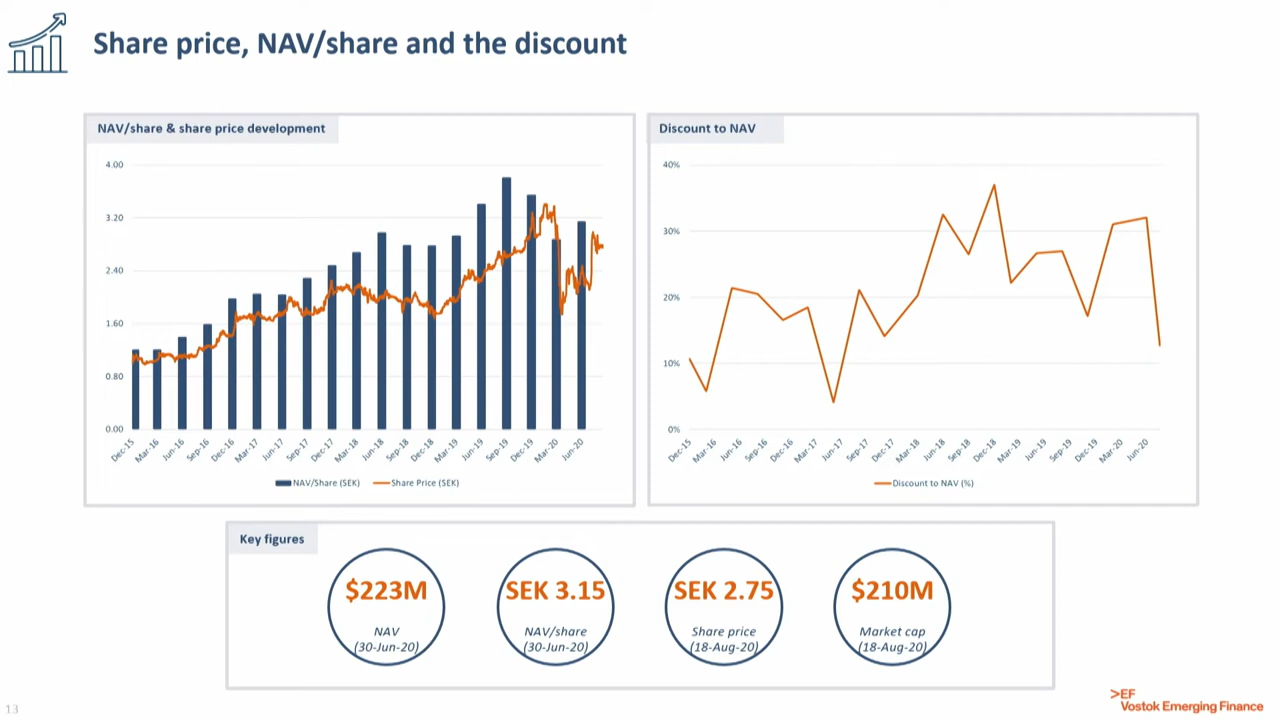 Share price, NAV/share and the discount
NAV/share & share price development
4.00
3.20
2.40
1.60
0.80
0.00
Dec-15
Mar-16
Jun-16
Sep-16
Dec-16
Mar-17
Jun-17
Sep-17
Dec-17
Mar-18
Jun-18
Sep-18
Dec-18
Mar-19
Jun-19
Sep-19
Dec-19
Mar-20
Jun-20
NAV/Share (SEK)
Share Price (SEK)
Discount to NAV
40%
30%
20%
10%
0%
Dec-15
Mar-16
Jun-16
Sep-16
Dec-16
Mar-17
Jun-17
Sep-17
Dec-17
Mar-18
Jun-18
Sep-18
Dec-18
Mar-19
Jun-19
Sep-19
Dec-19
Mar-20
Jun-20
Discount to NAV (%)
Key figures
$223M
NAV
(30-Jun-20)
SEK 3.15
NAV/share
(30-Jun-20)
SEK 2.75
Share price
(18-Aug-20)
$210M
Market cap
(18-Aug-20)
13
>EF
Vostok Emerging Finance